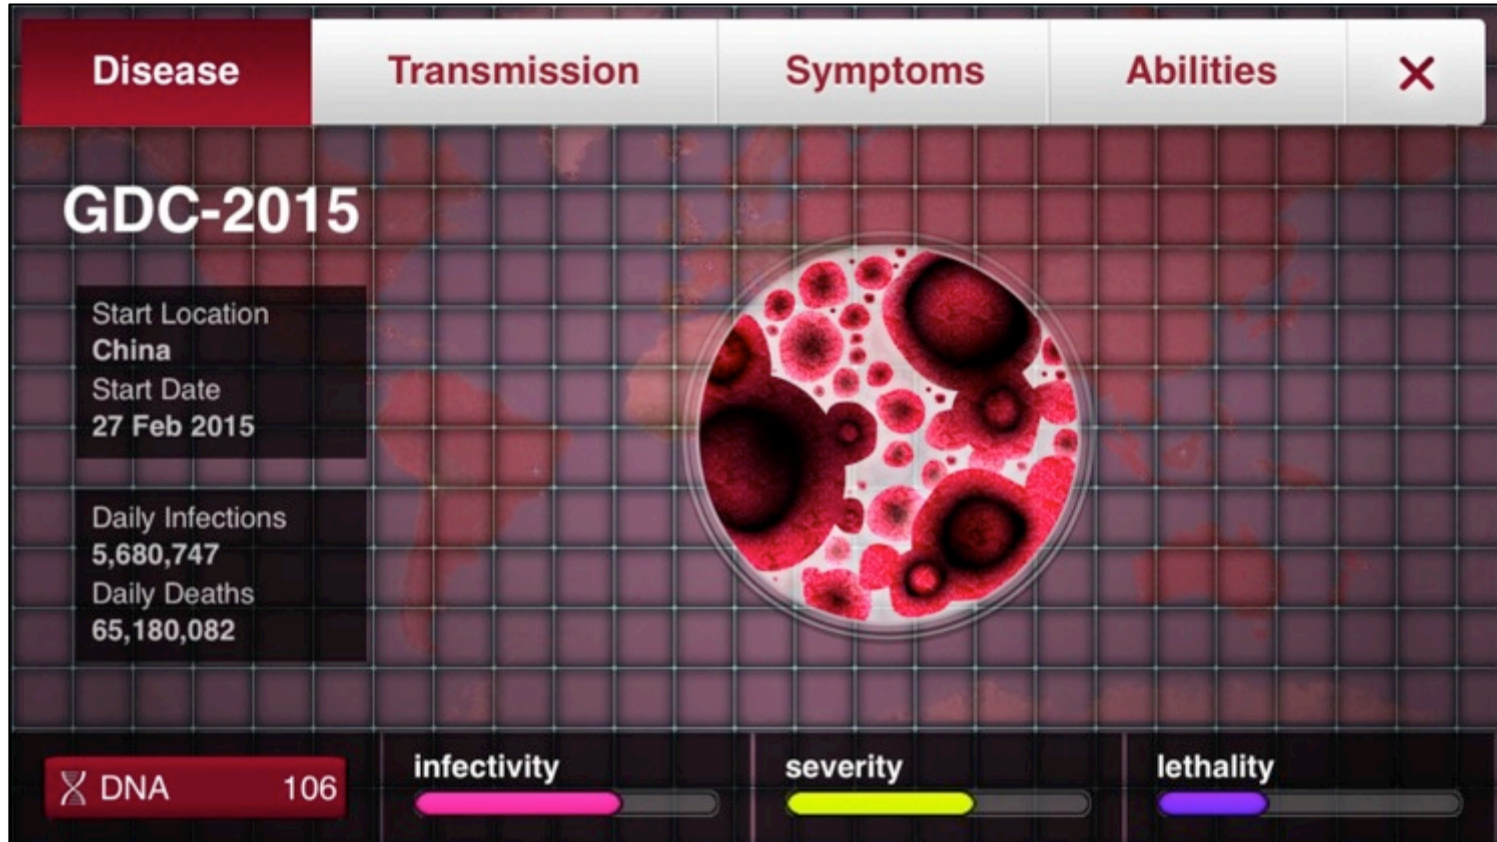 Disease
Transmission
Symptoms
Abilities
×
GDC-2015
Start Location
China
Start Date
27 Feb 2015
Daily Infections
5,680,747
Daily Deaths
65,180,082
DNA 106
infectivity
severity
lethality